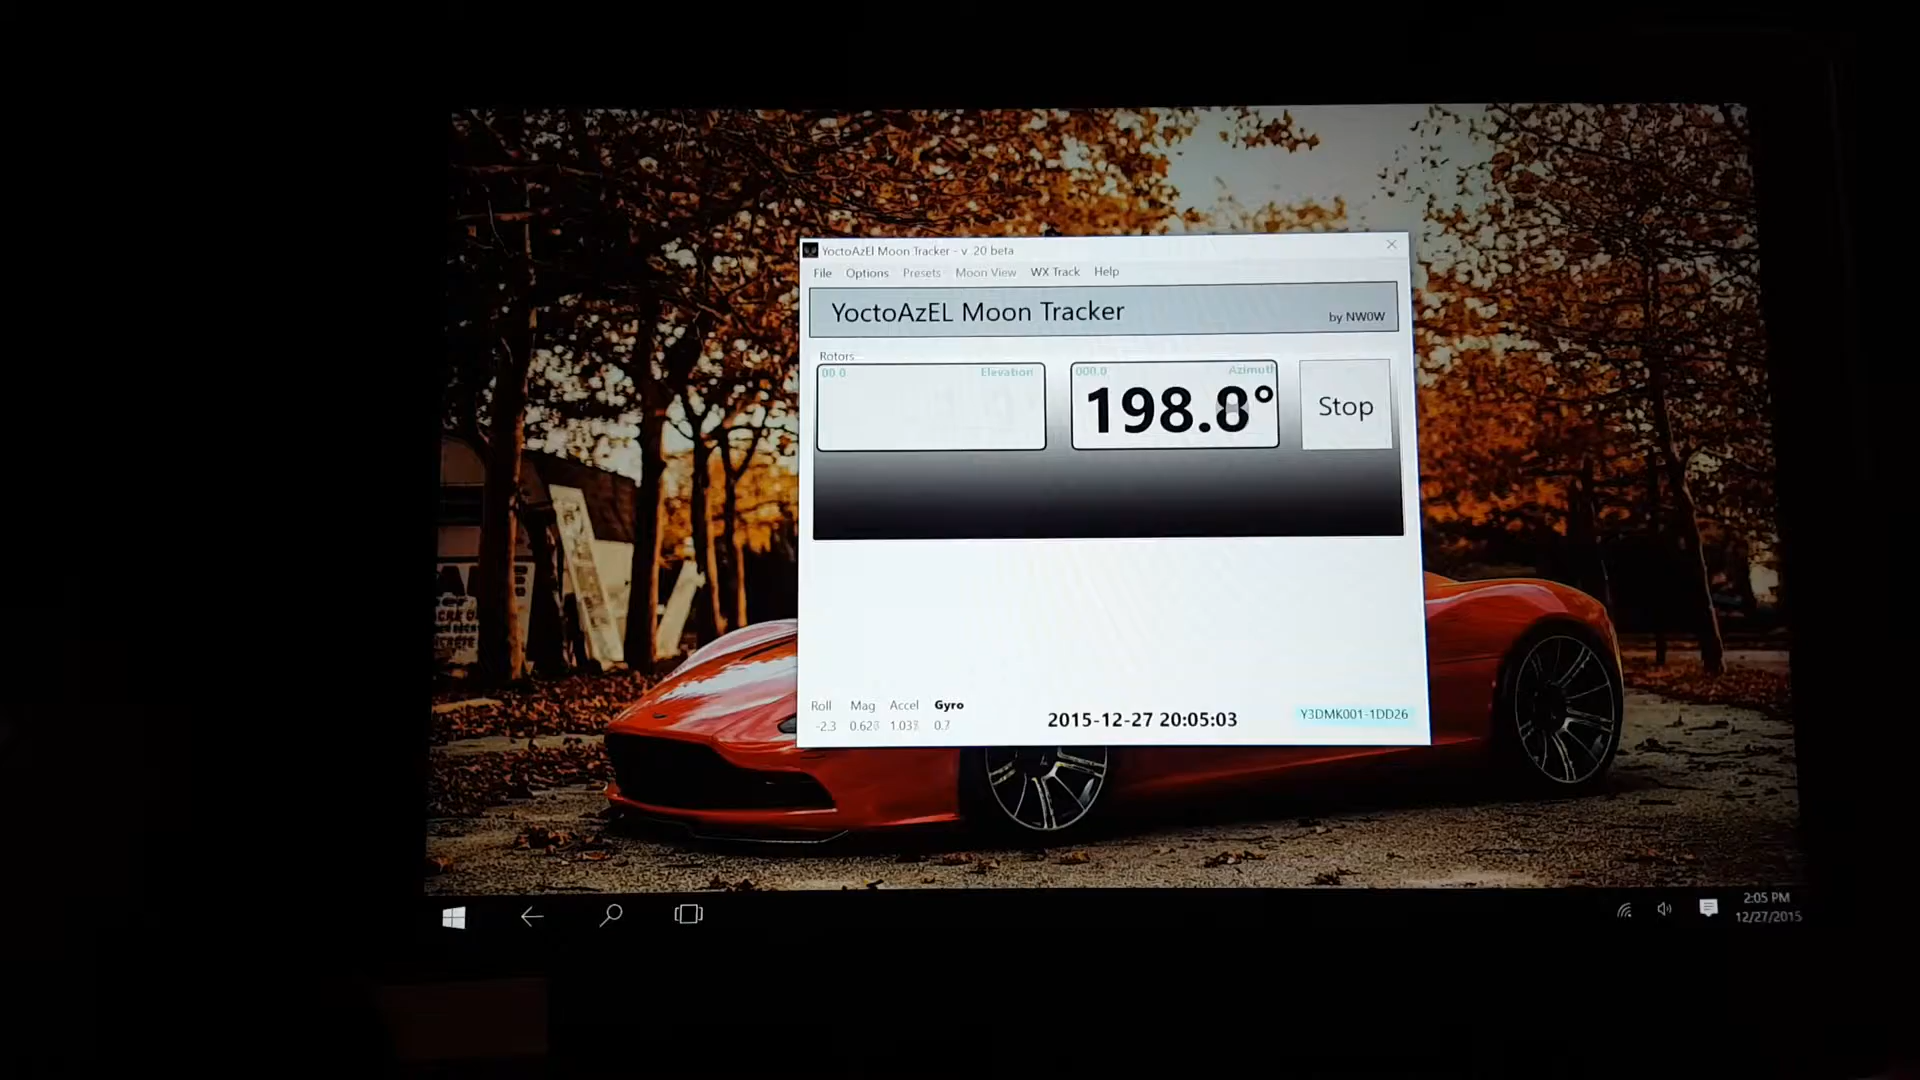 YoctoAzEl Moon Tracker - v .20 beta
File Options Presets Moon View WX Track Help
YoctoAzEL Moon Tracker
by NW0W
Rotors
00.0 Elevation
000.0 Azimuth
198.8°
Stop
Roll Mag Accel Gyro
-2.3 0.7
2015-12-27 20:05:03
Y3DMK001-1DD26
2:05 PM
12/27/2015